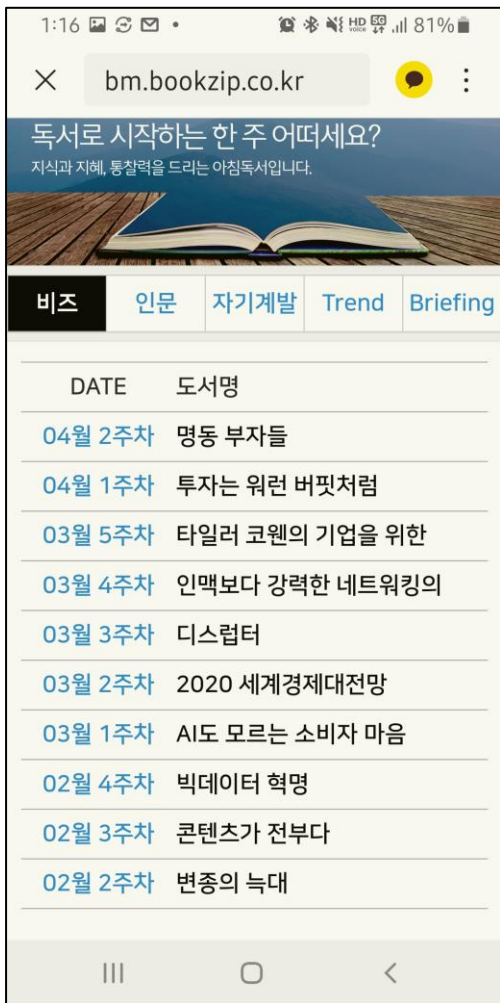 1:16 HD voice 5G 81%
bm.bookzip.co.kr
독서로 시작하는 한 주 어떠세요?
지식과 지혜, 통찰력을 드리는 아침독서입니다.
비즈 인문 자기계발 Trend Briefing
DATE 도서명
04월 2주차 명동 부자들
04월 1주차 투자는 워런 버핏처럼
03월 5주차 타일러 코웬의 기업을 위한
03월 4주차 인맥보다 강력한 네트워킹의
03월 3주차 디스럽터
03월 2주차 2020 세계경제대전망
03월 1주차 AI도 모르는 소비자 마음
02월 4주차 빅데이터 혁명
02월 3주차 콘텐츠가 전부다
02월 2주차 변종의 늑대